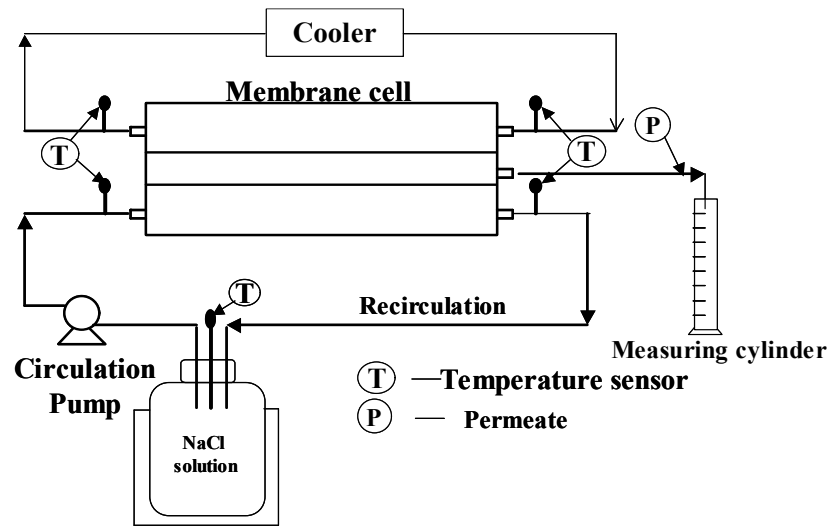 Cooler
Membrane cell
P
T
T
T
Recirculation
Circulation
Pump
Measuring cylinder
NaCl
solution
T —Temperature sensor
P — Permeate